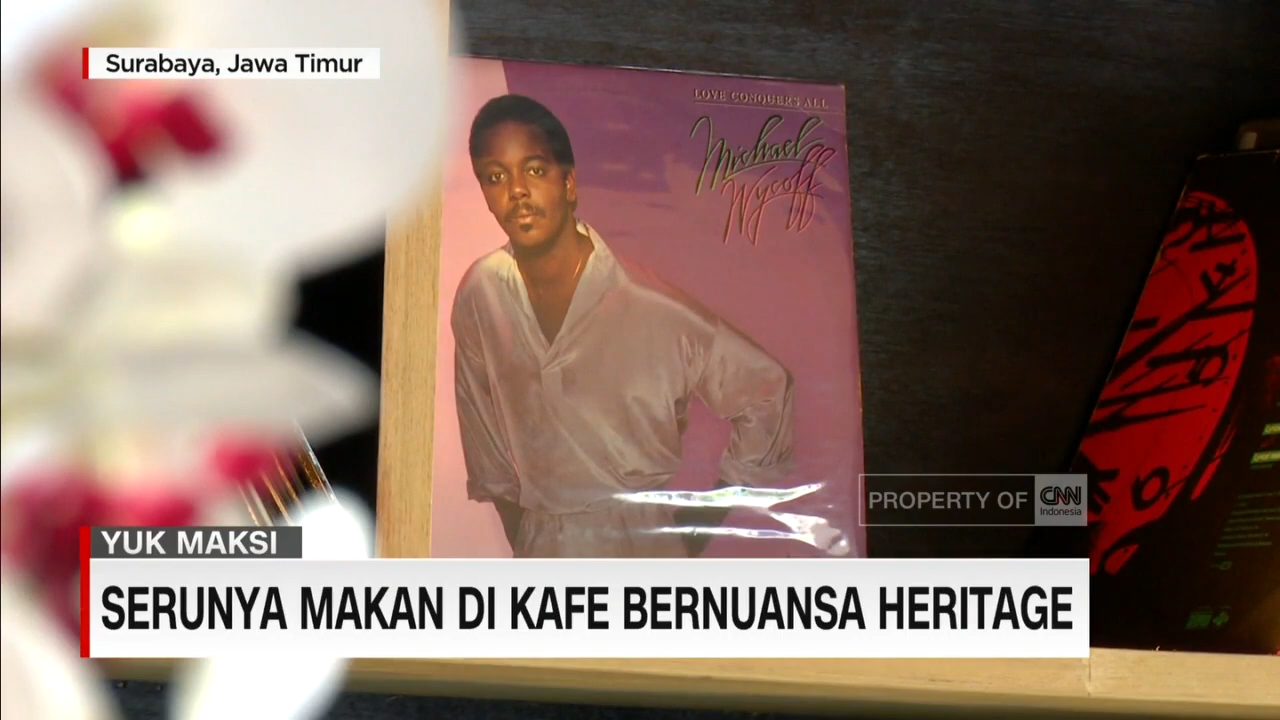 Surabaya, Jawa Timur
LOVE CONQUERS ALL
Michael
Wycoff
PROPERTY OF CNN Indonesia
YUK MAKSI
SERUNYA MAKAN DI KAFE BERNUANSA HERITAGE